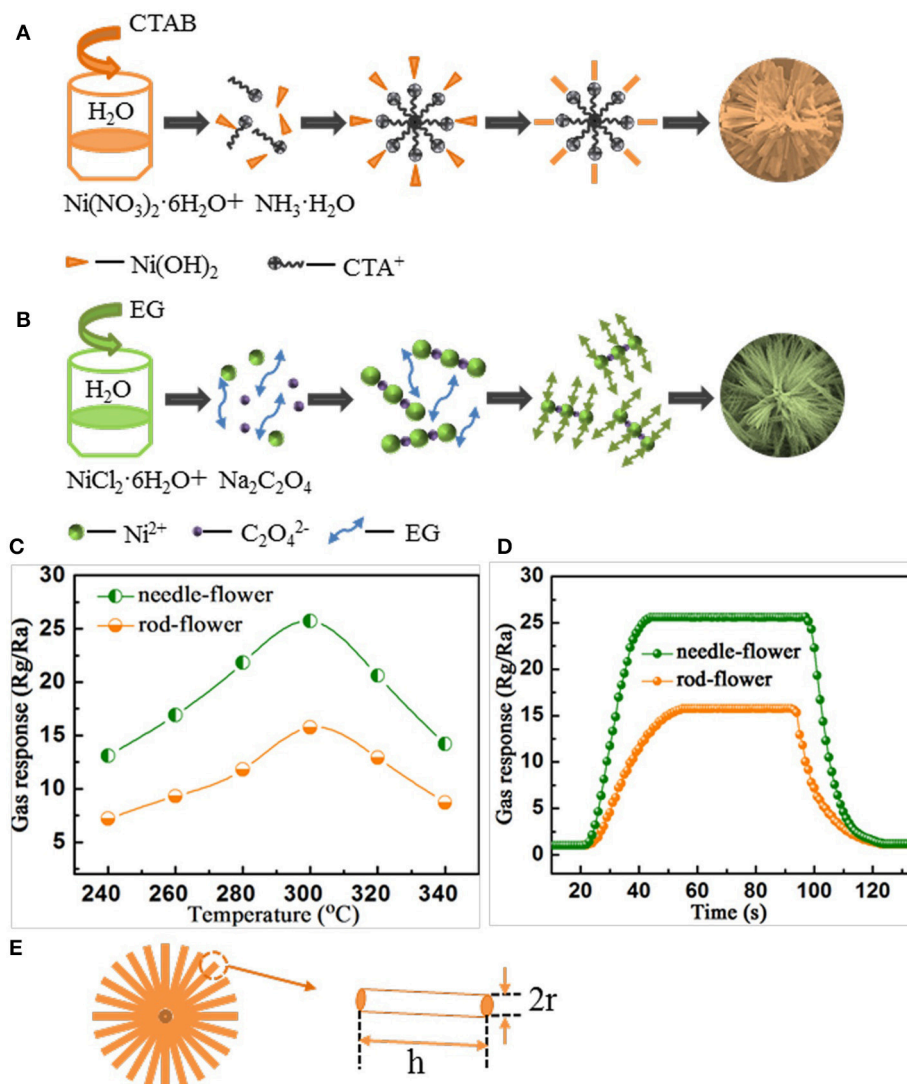 A
CTAB
H₂O
Ni(NO₃)₂·6H₂O+ NH₃·H₂O
Ni(OH)₂
CTA⁺
B
EG
H₂O
NiCl₂·6H₂O+ Na₂C₂O₄
Ni²⁺
C₂O₄²⁻
EG
C
30
25
20
15
10
5
Gas response (Rg/Ra)
needle-flower
rod-flower
240 260 280 300 320 340
Temperature (°C)
D
30
25
20
15
10
5
0
Gas response (Rg/Ra)
needle-flower
rod-flower
20 40 60 80 100 120
Time (s)
E
2r
h